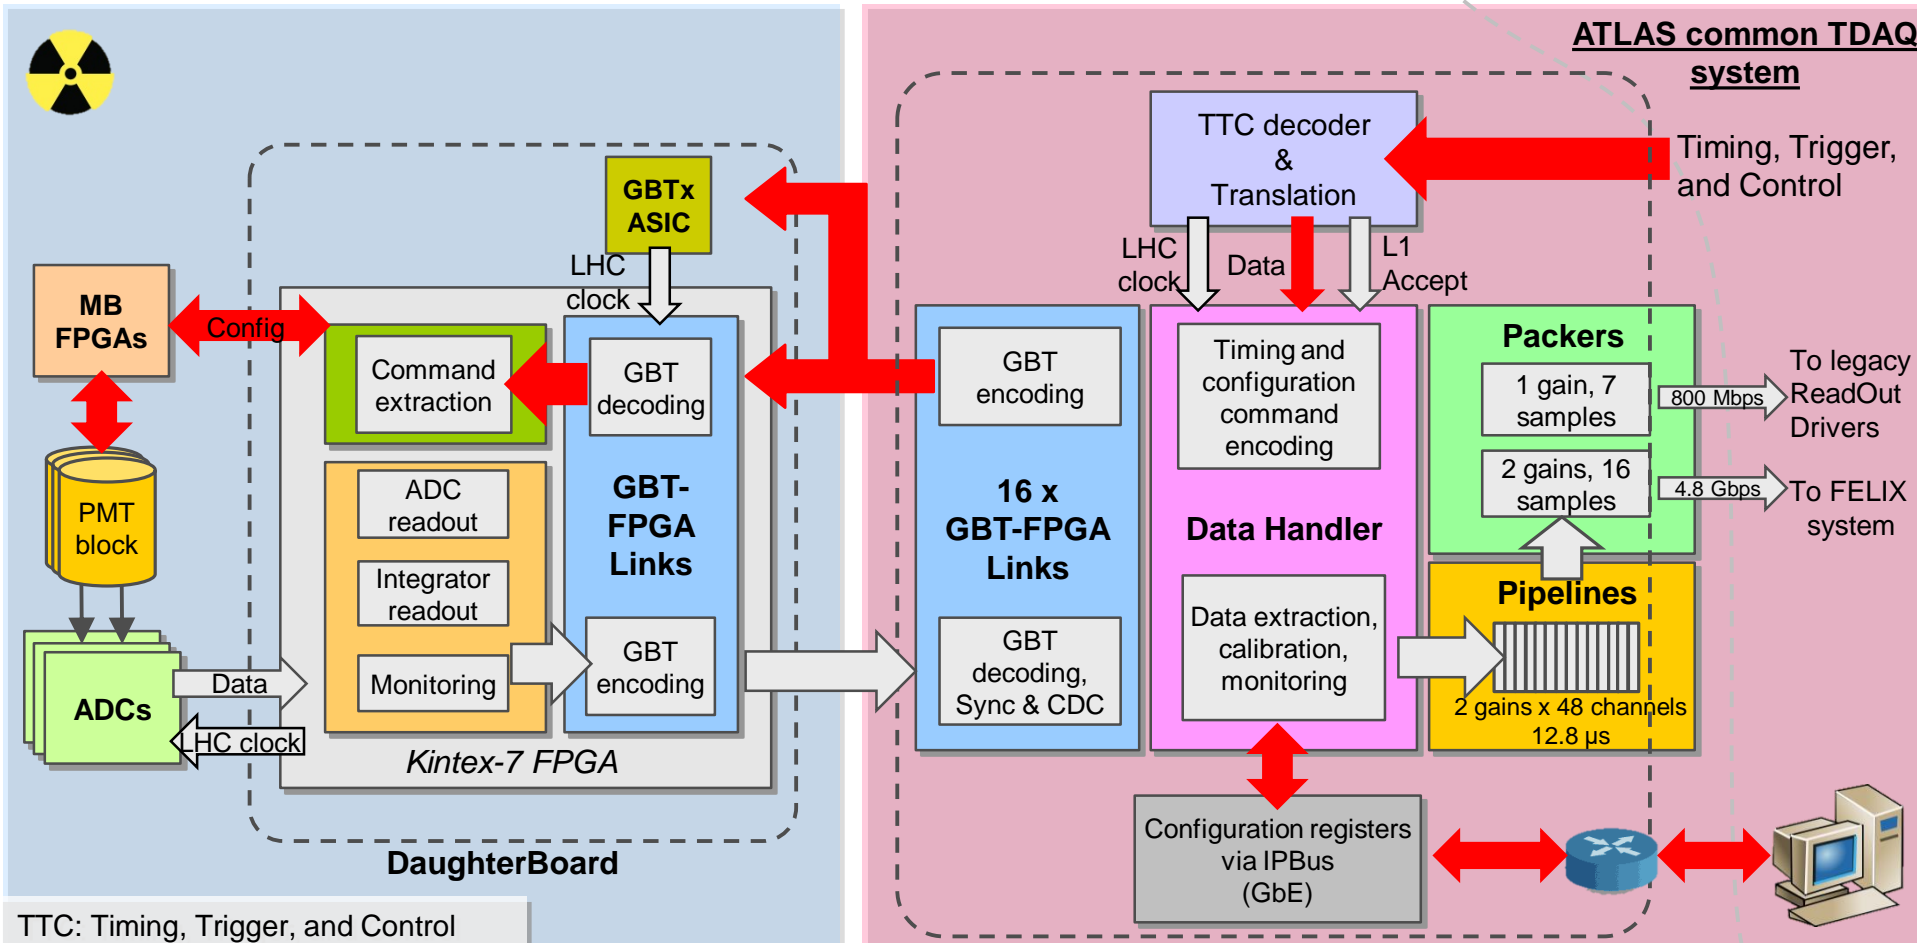 ATLAS common TDAQ
system
TTC decoder
&
Translation
Timing, Trigger,
and Control
GBTx
ASIC
LHC
clock
LHC
clock
Data
L1
Accept
MB
FPGAs
Config
Command
extraction
GBT
decoding
GBT
encoding
Timing and
configuration
command
encoding
Packers
1 gain, 7
samples
800 Mbps
To legacy
ReadOut
Drivers
2 gains, 16
samples
4.8 Gbps
To FELIX
system
PMT
block
ADC
readout
Integrator
readout
Monitoring
GBT-
FPGA
Links
GBT
encoding
16 x
GBT-FPGA
Links
GBT
decoding,
Sync & CDC
Data Handler
Data extraction,
calibration,
monitoring
Pipelines
2 gains x 48 channels
12.8 µs
ADCs
Data
LHC clock
Kintex-7 FPGA
DaughterBoard
Configuration registers
via IPBus
(GbE)
TTC: Timing, Trigger, and Control